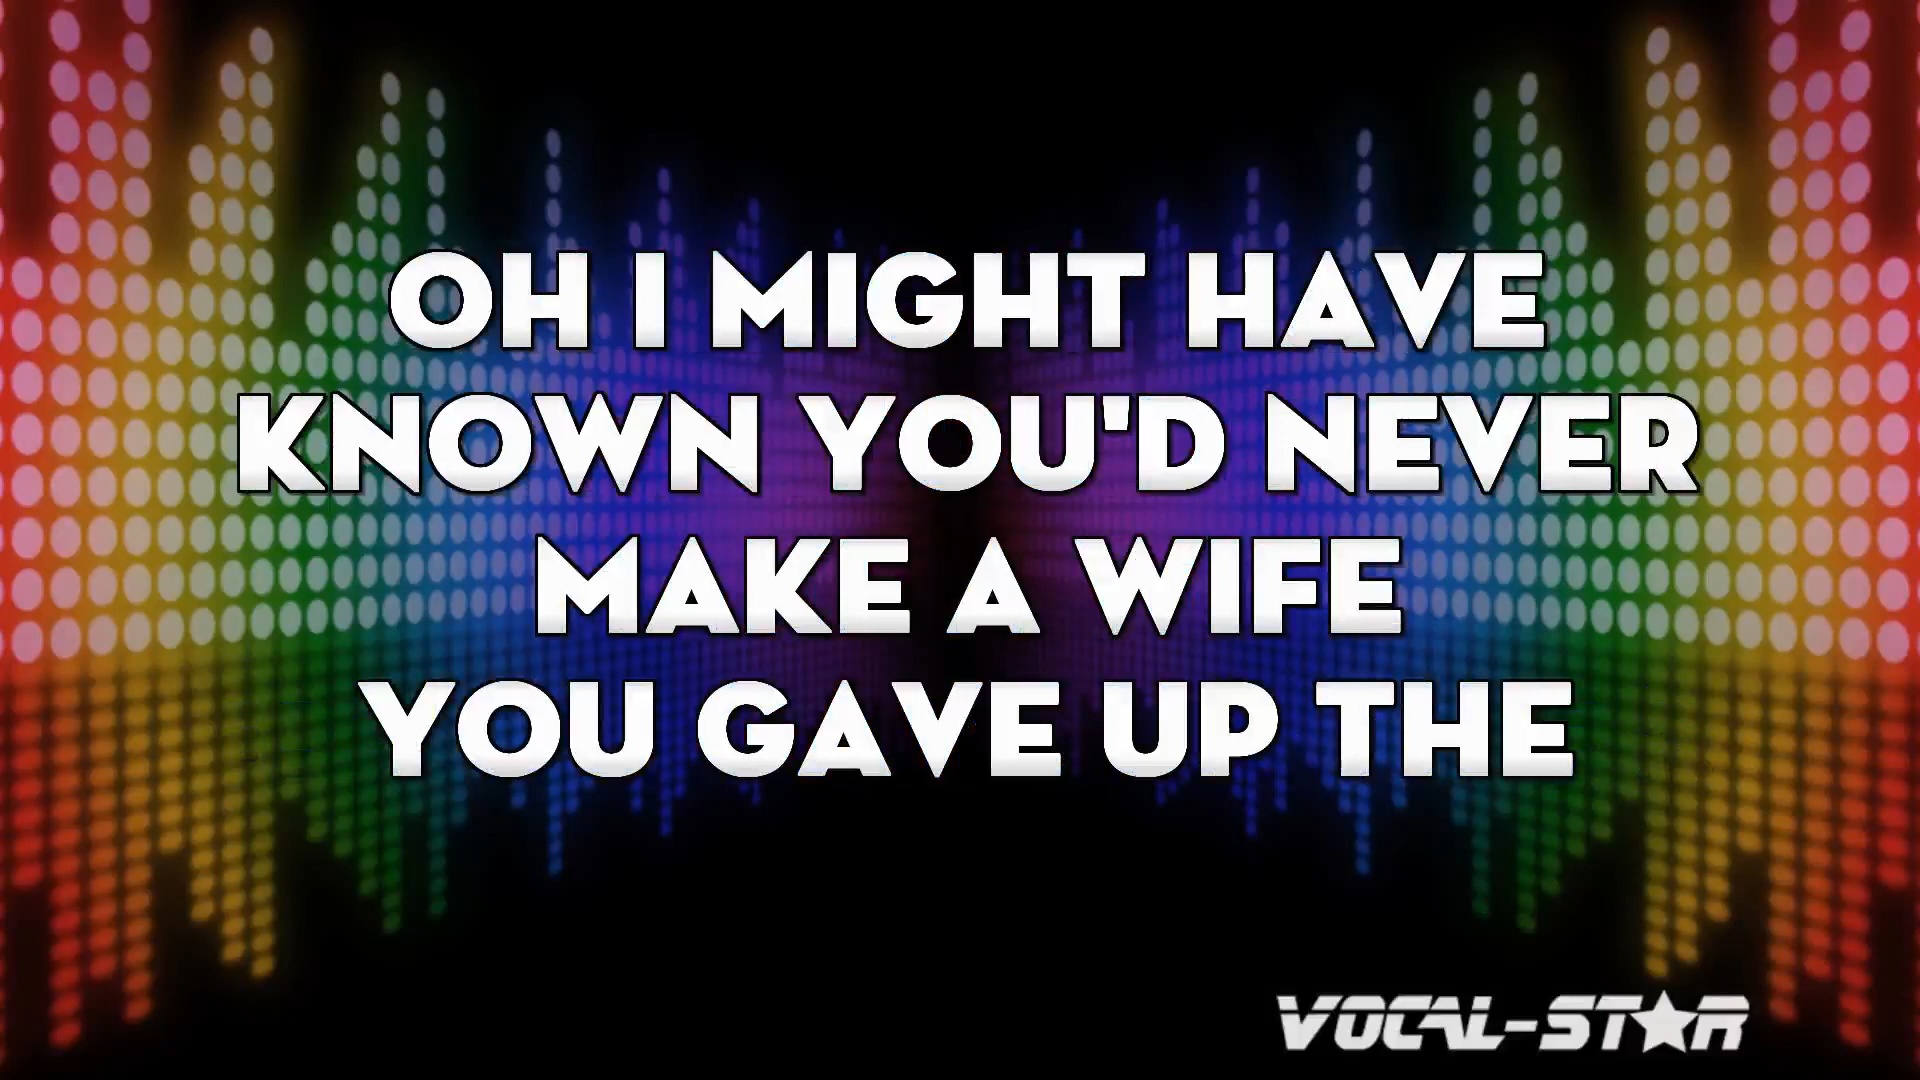 OH I MIGHT HAVE
KNOWN YOU'D NEVER
MAKE A WIFE
YOU GAVE UP THE
VOCAL-STAR